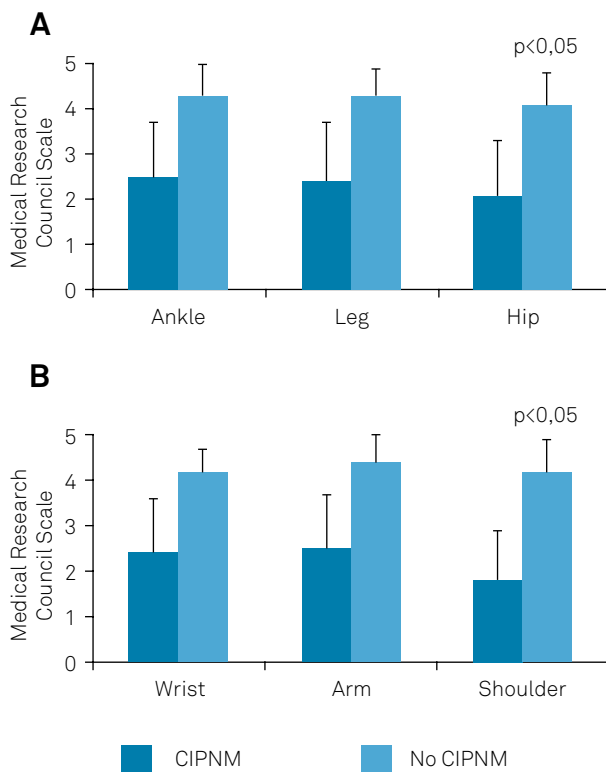 A
p<0,05
Medical Research
Council Scale
5
4
3
2
1
0
Ankle Leg Hip
B
p<0,05
Medical Research
Council Scale
5
4
3
2
1
0
Wrist Arm Shoulder
CIPNM No CIPNM